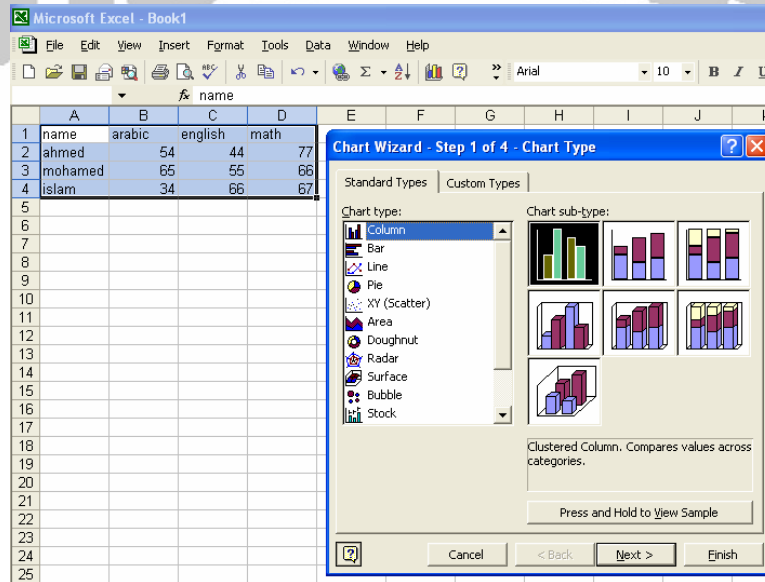 Microsoft Excel - Book1
File Edit View Insert Format Tools Data Window Help
Arial 10 B I U
fx name
A B C D E F G H I J
1 name arabic english math
2 ahmed 54 44 77
3 mohamed 65 55 66
4 islam 34 66 67
5
6
7
8
9
10
11
12
13
14
15
16
17
18
19
20
21
22
23
24
25
Chart Wizard - Step 1 of 4 - Chart Type
Standard Types Custom Types
Chart type:
Column
Bar
Line
Pie
XY (Scatter)
Area
Doughnut
Radar
Surface
Bubble
Stock
Chart sub-type:
Clustered Column. Compares values across
categories.
Press and Hold to View Sample
Cancel < Back Next > Finish